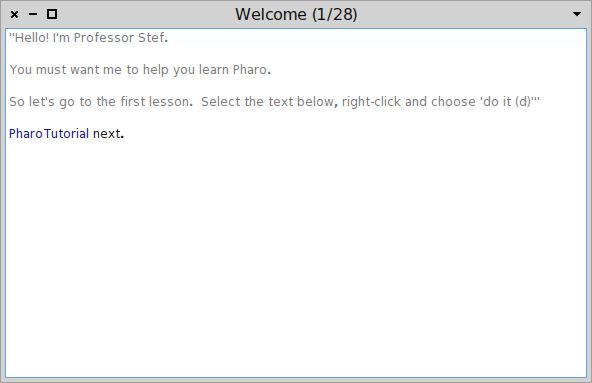 Welcome (1/28)
"Hello! I'm Professor Stef.
You must want me to help you learn Pharo.
So let's go to the first lesson.  Select the text below, right-click and choose 'do it (d)'"
PharoTutorial next.